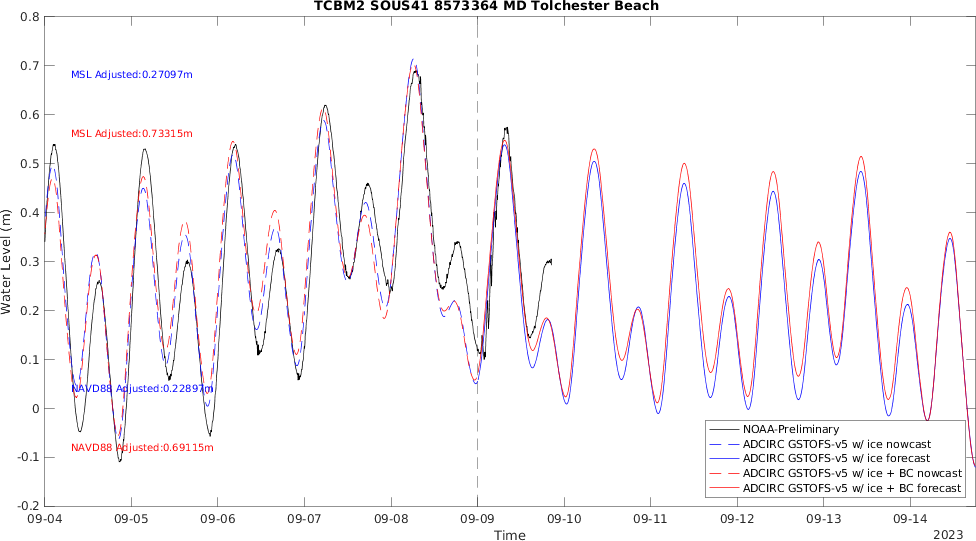 TCBM2 SOUS41 8573364 MD Tolchester Beach
0.8
0.7
MSL Adjusted:0.27097m
0.6
MSL Adjusted:0.73315m
0.5
0.4
0.3
Water Level (m)
0.2
0.1
NAVD88 Adjusted:0.22897m
0
NOAA-Preliminary
ADCIRC GSTOFS-v5 w/ ice nowcast
NAVD88 Adjusted:0.69115m
ADCIRC GSTOFS-v5 w/ ice forecast
-0.1
ADCIRC GSTOFS-v5 w/ ice + BC nowcast
ADCIRC GSTOFS-v5 w/ ice + BC forecast
-0.2
09-04 09-05 09-06 09-07 09-08 09-09 09-10 09-11 09-12 09-13 09-14
Time
2023